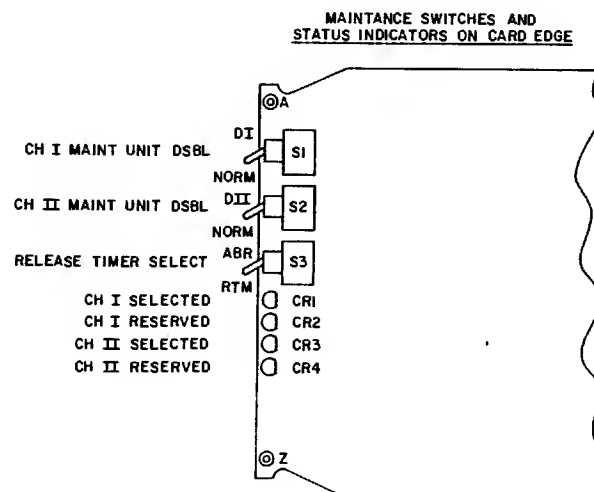 MAINTANCE SWITCHES AND
STATUS INDICATORS ON CARD EDGE
A
DI
CH I MAINT UNIT DSBL
S1
NORM
CH II MAINT UNIT DSBL
DII
S2
NORM
RELEASE TIMER SELECT
ABR
S3
RTM
CH I SELECTED CR1
CH I RESERVED CR2
CH II SELECTED CR3
CH II RESERVED CR4
Z